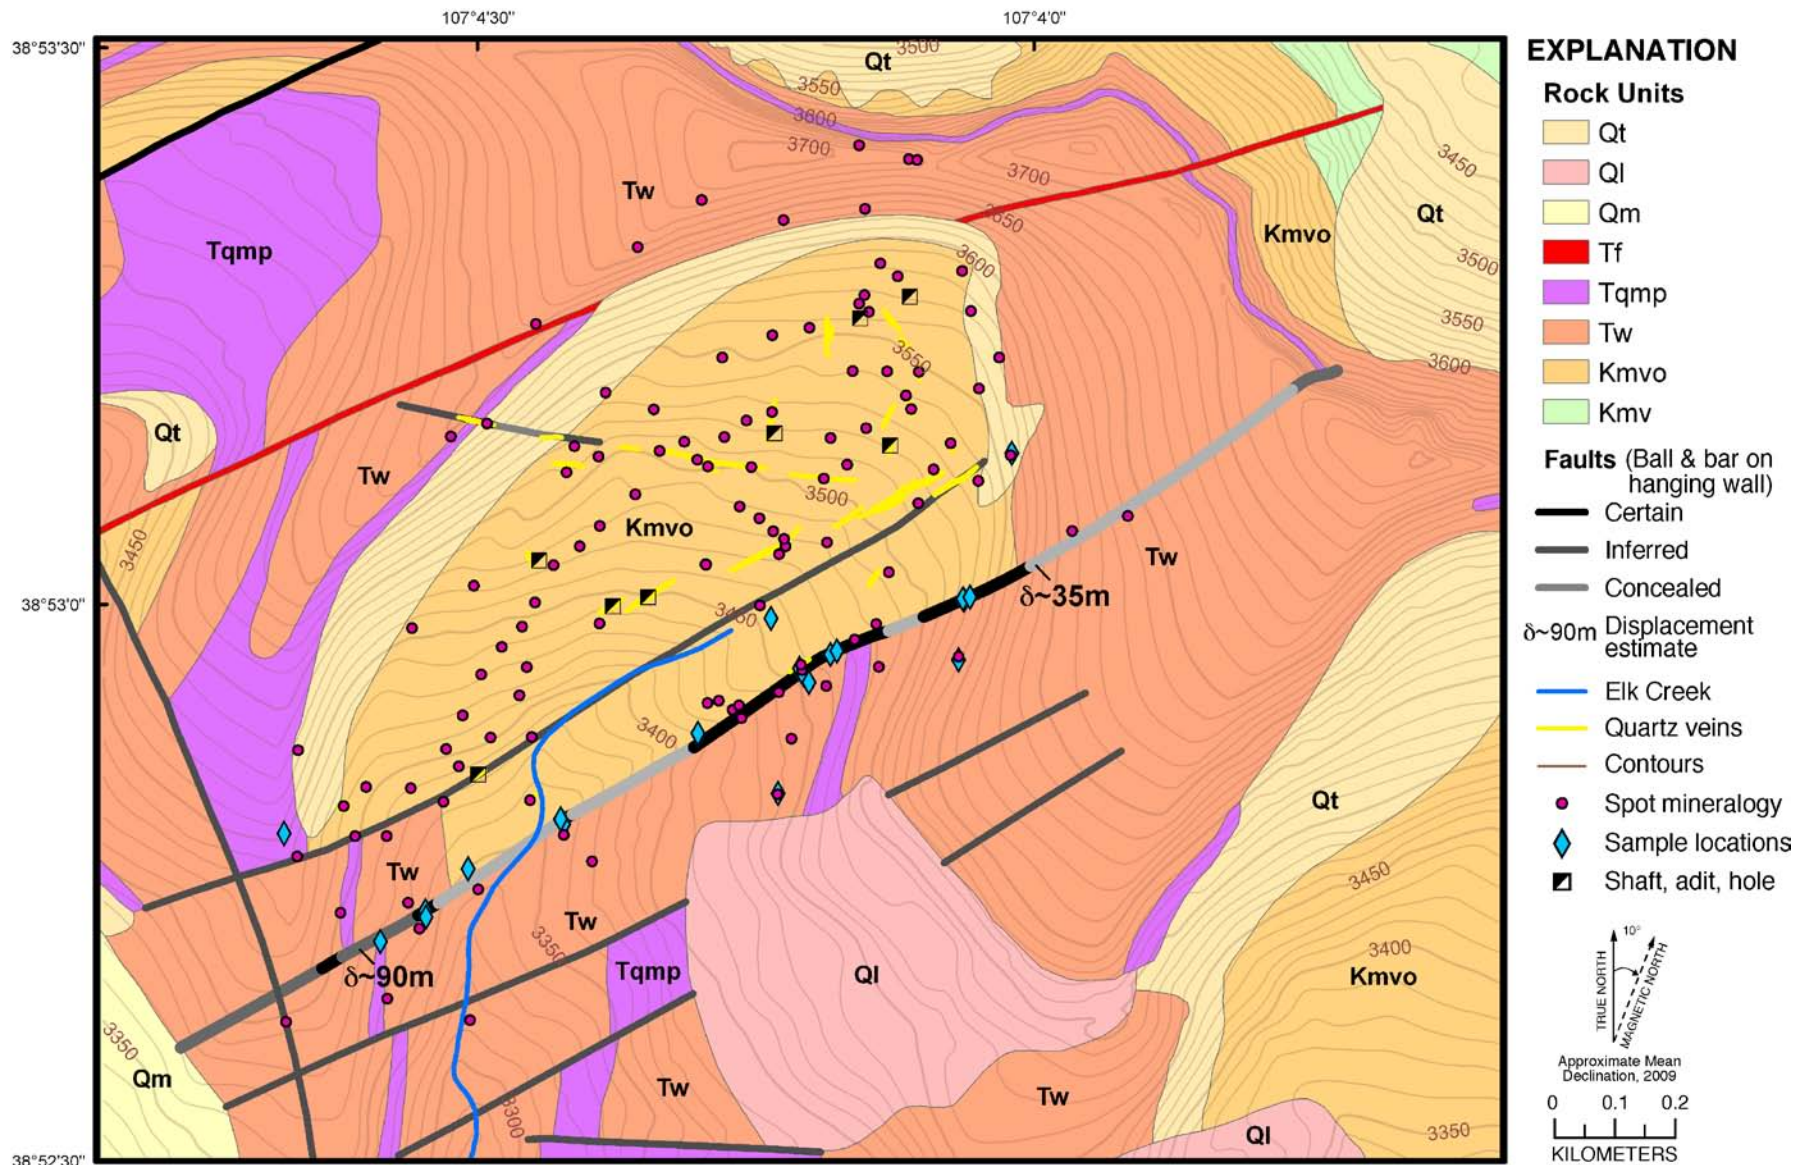 107°4'30"
107°4'0"
38°53'30"
38°53'0"
38°52'30"
3500
Qt
3550
3600
3700
3700
Tw
3650
Tqmp
Kmvo
Qt
3450
3500
3600
3550
3600
3550
Qt
Tw
3500
Kmvo
3450
Tw
δ~35m
3450
3400
Qt
Tw
Tw
3350
3450
3400
δ~90m
Tqmp
Ql
Kmvo
3350
Qm
Tw
Tw
3300
Ql
3350
EXPLANATION
Rock Units
Qt
Ql
Qm
Tf
Tqmp
Tw
Kmvo
Kmv
Faults (Ball & bar on
hanging wall)
Certain
Inferred
Concealed
δ~90m Displacement
estimate
Elk Creek
Quartz veins
Contours
Spot mineralogy
Sample locations
Shaft, adit, hole
10°
TRUE NORTH
MAGNETIC NORTH
Approximate Mean
Declination, 2009
0 0.1 0.2
KILOMETERS